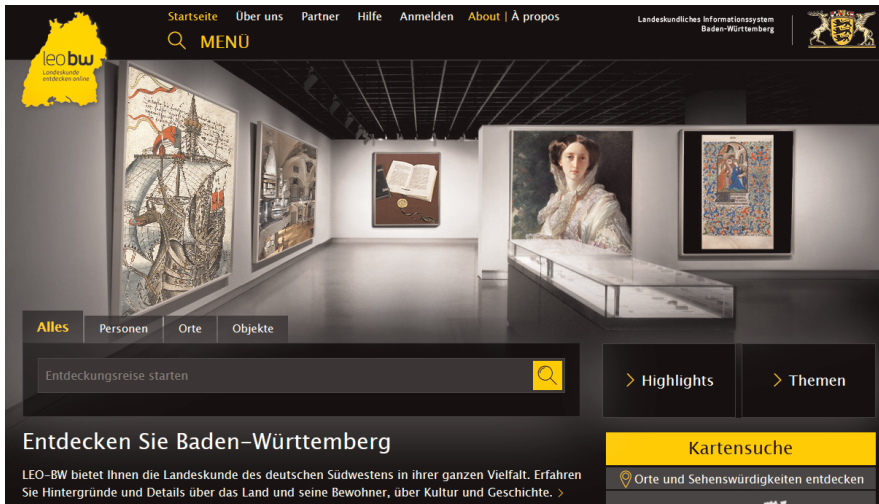 Startseite Über uns Partner Hilfe Anmelden About | À propos
MENÜ
leo bw
Landeskunde
entdecken online
Landeskundliches Informationssystem
Baden-Württemberg
Alles Personen Orte Objekte
Entdeckungsreise starten
Highlights
Themen
Entdecken Sie Baden-Württemberg
LEO-BW bietet Ihnen die Landeskunde des deutschen Südwestens in ihrer ganzen Vielfalt. Erfahren
Sie Hintergründe und Details über das Land und seine Bewohner, über Kultur und Geschichte. >
Kartensuche
Orte und Sehenswürdigkeiten entdecken